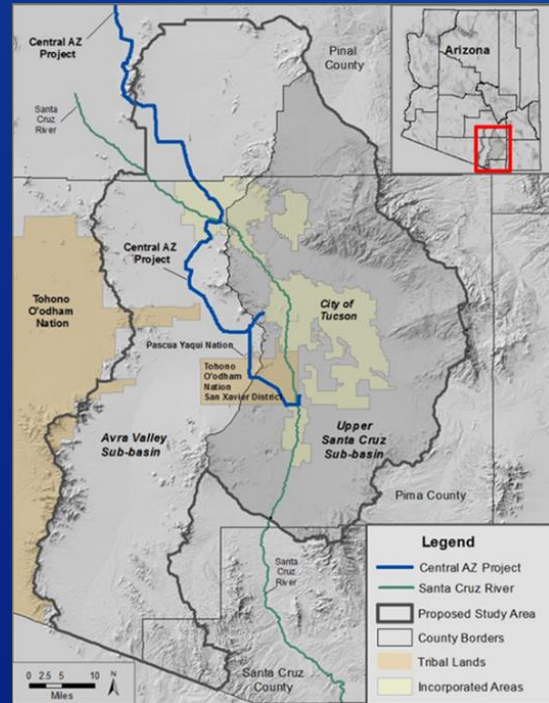 Central AZ
Project
Santa
Cruz
River
Pinal
County
Arizona
Central AZ
Project
Tohono
O'odham
Nation
City of
Tucson
Pascua Yaqui Nation
Tohono
O'odham
Nation
San Xavier District
Avra Valley
Sub-basin
Upper
Santa Cruz
Sub-basin
Pima County
Santa
Cruz
River
Santa Cruz
County
Legend
Central AZ Project
Santa Cruz River
Proposed Study Area
County Borders
Tribal Lands
Incorporated Areas
0 2.5 5 10
Miles
N